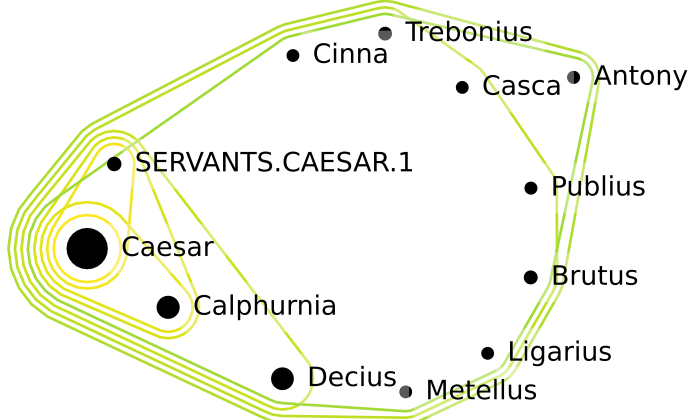 Trebonius
Cinna
Antony
Casca
SERVANTS.CAESAR.1
Publius
Caesar
Brutus
Calphurnia
Ligarius
Decius
Metellus